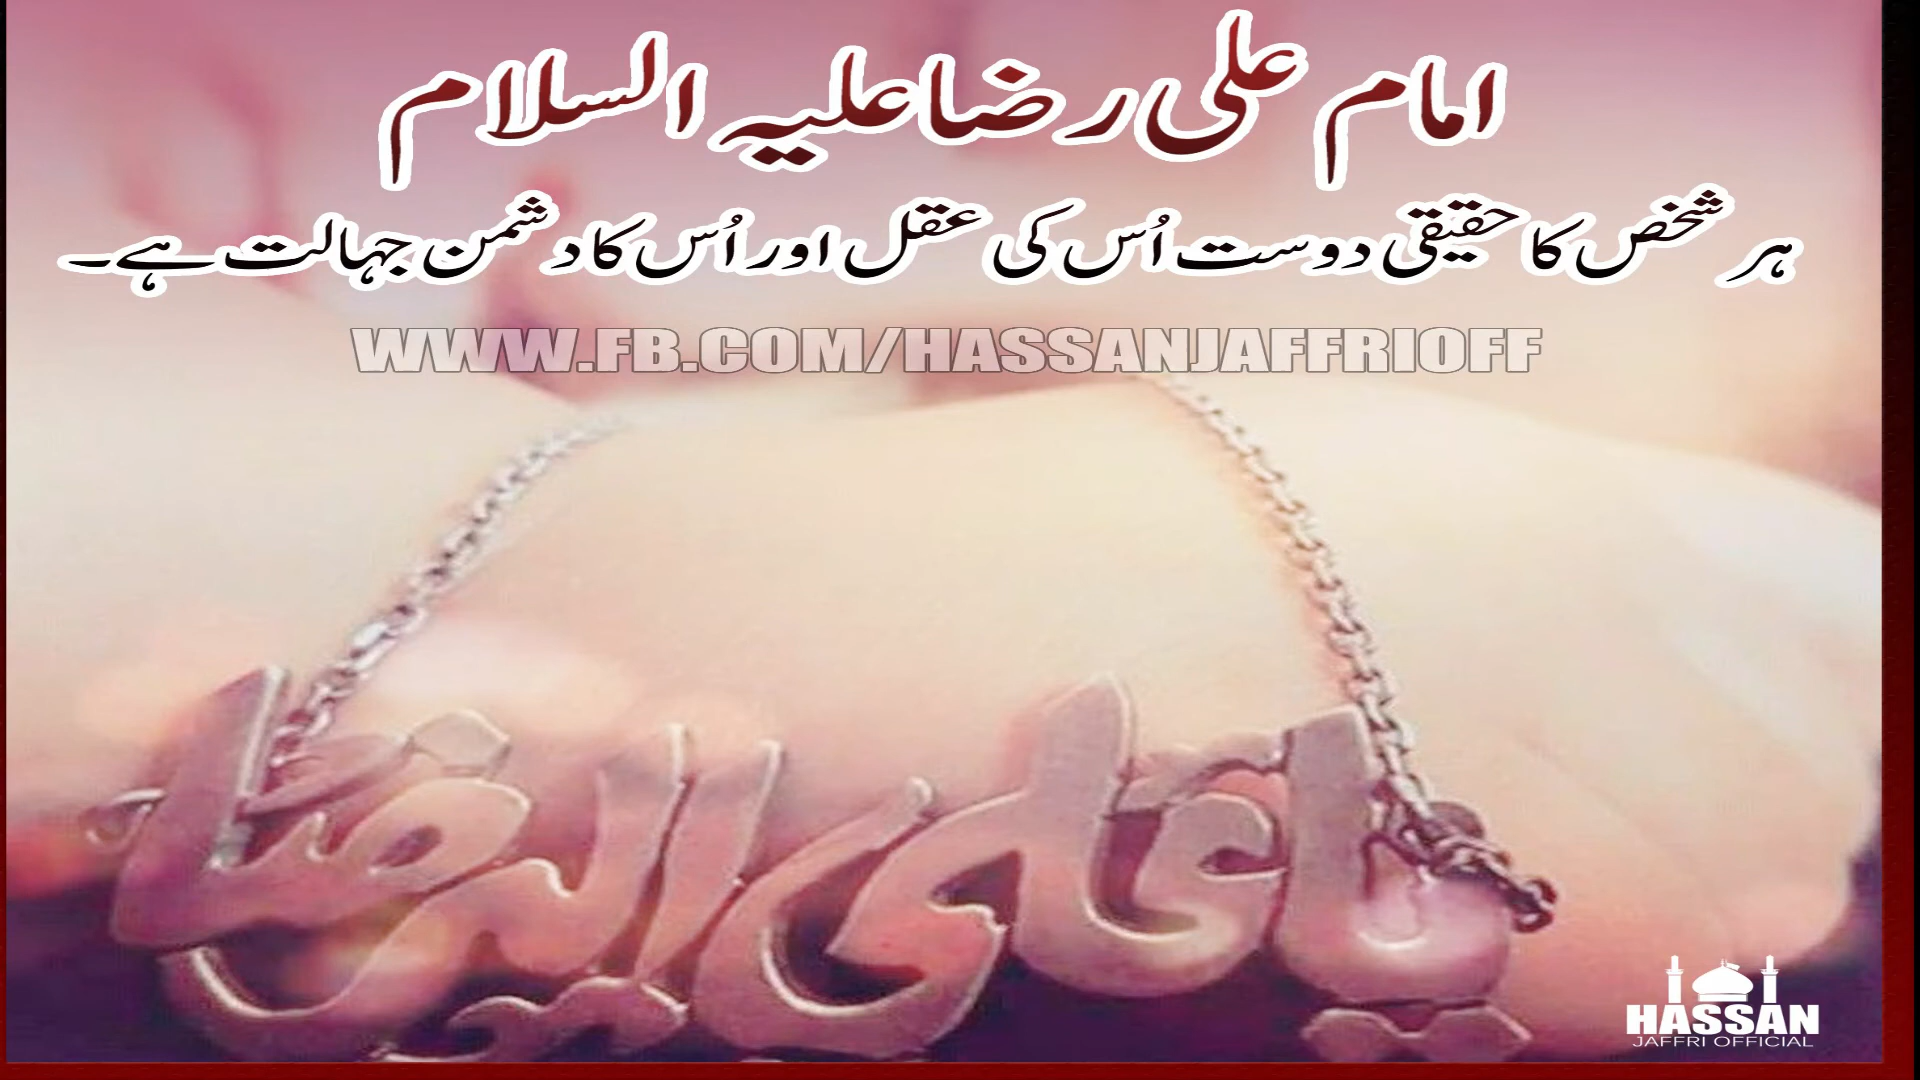 امام علی رضا علیہ السلام
ہر شخص کا حقیقی دوست اُس کی عقل اور اُس کا دشمن جہالت ہے۔
WWW.FB.COM/HASSANJAFFRIOFF
یا علی الرضا
HASSAN
JAFFRI OFFICIAL